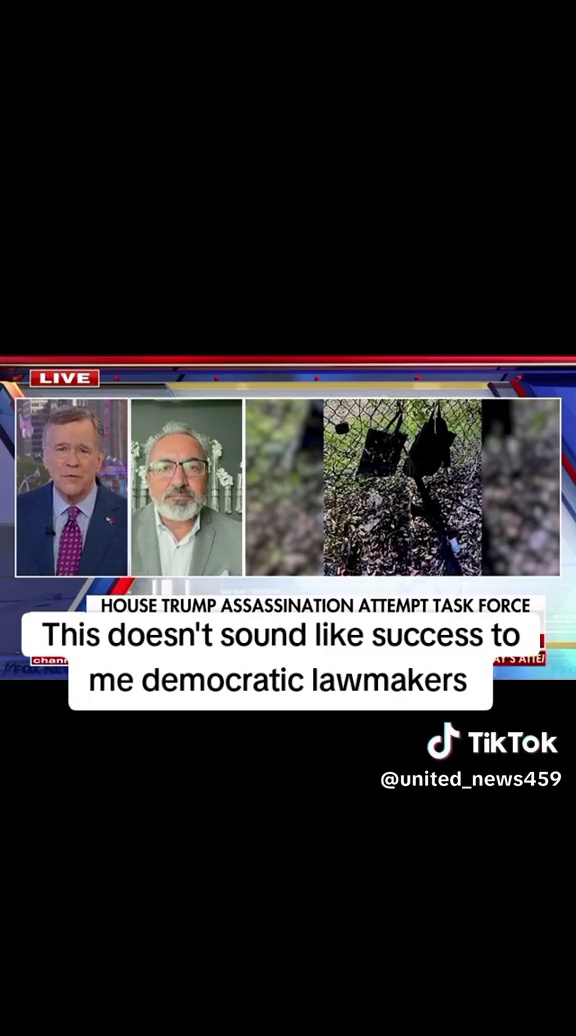 LIVE
HOUSE TRUMP ASSASSINATION ATTEMPT TASK FORCE
This doesn't sound like success to
me democratic lawmakers
TikTok
@united_news459